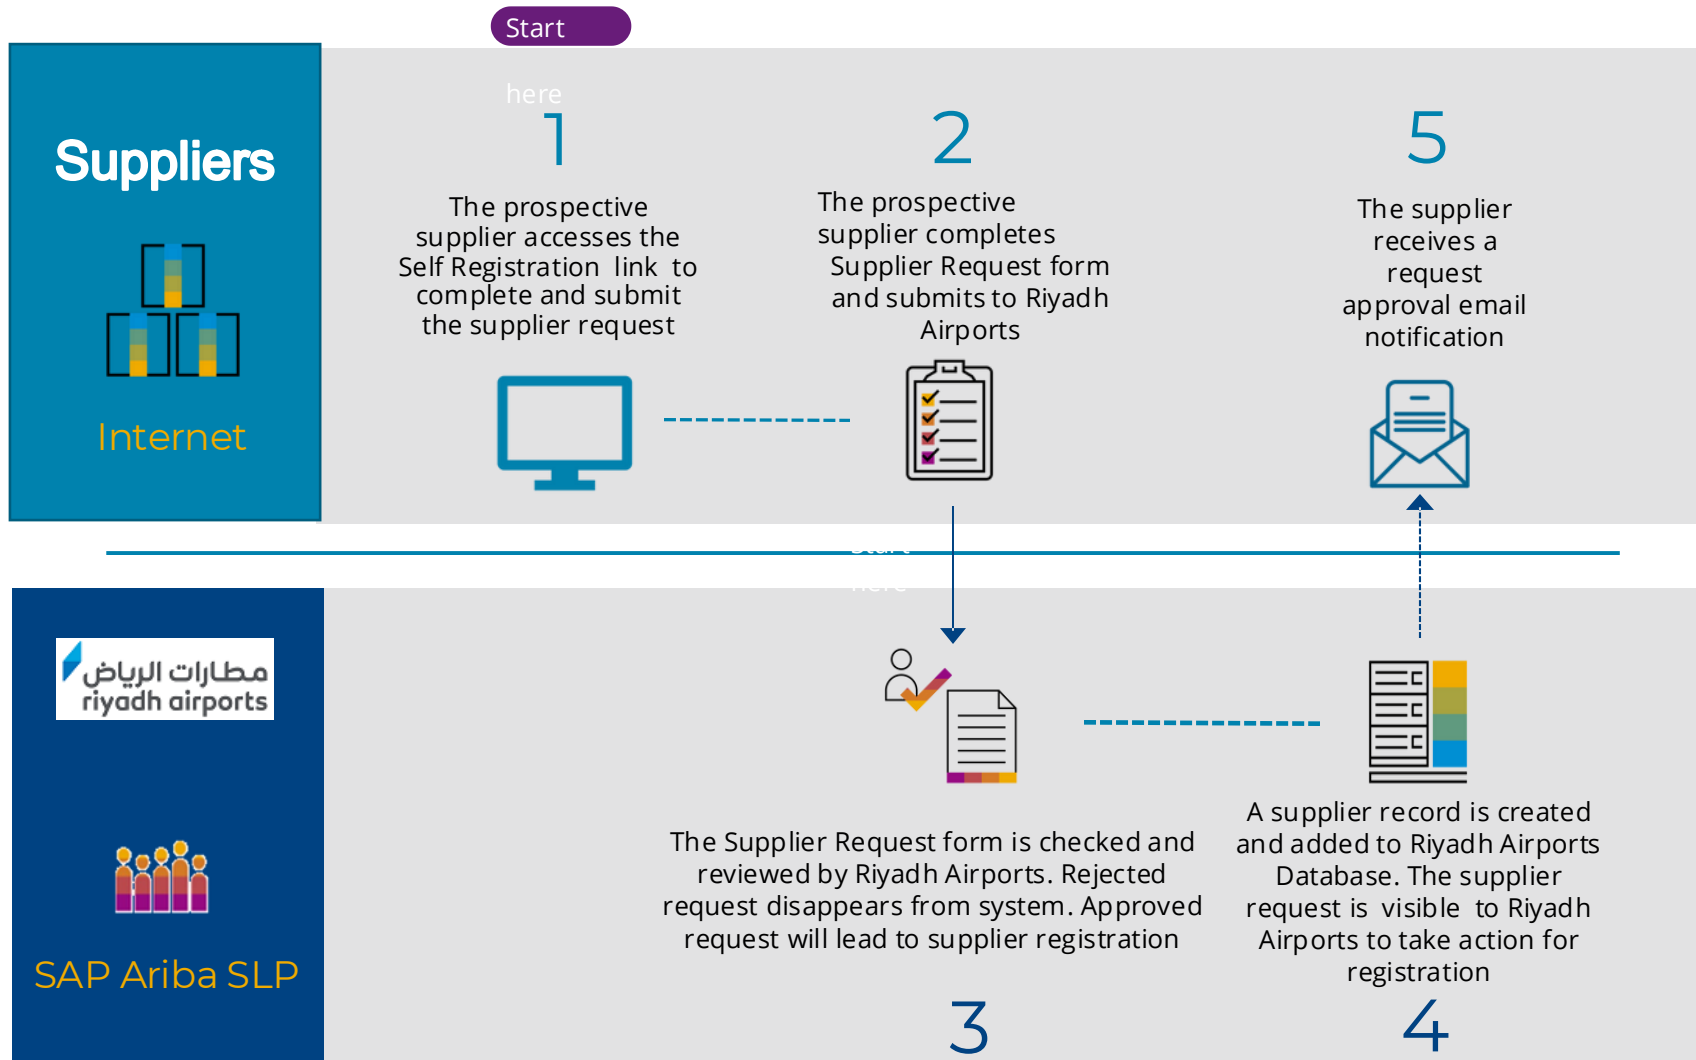 Start
here
Suppliers
Internet
1
The prospective
supplier accesses the
Self Registration link to
complete and submit
the supplier request
2
The prospective
supplier completes
Supplier Request form
and submits to Riyadh
Airports
5
The supplier
receives a
request
approval email
notification
Start
here
مطارات الرياض
riyadh airports
SAP Ariba SLP
The Supplier Request form is checked and
reviewed by Riyadh Airports. Rejected
request disappears from system. Approved
request will lead to supplier registration
3
A supplier record is created
and added to Riyadh Airports
Database. The supplier
request is visible to Riyadh
Airports to take action for
registration
4